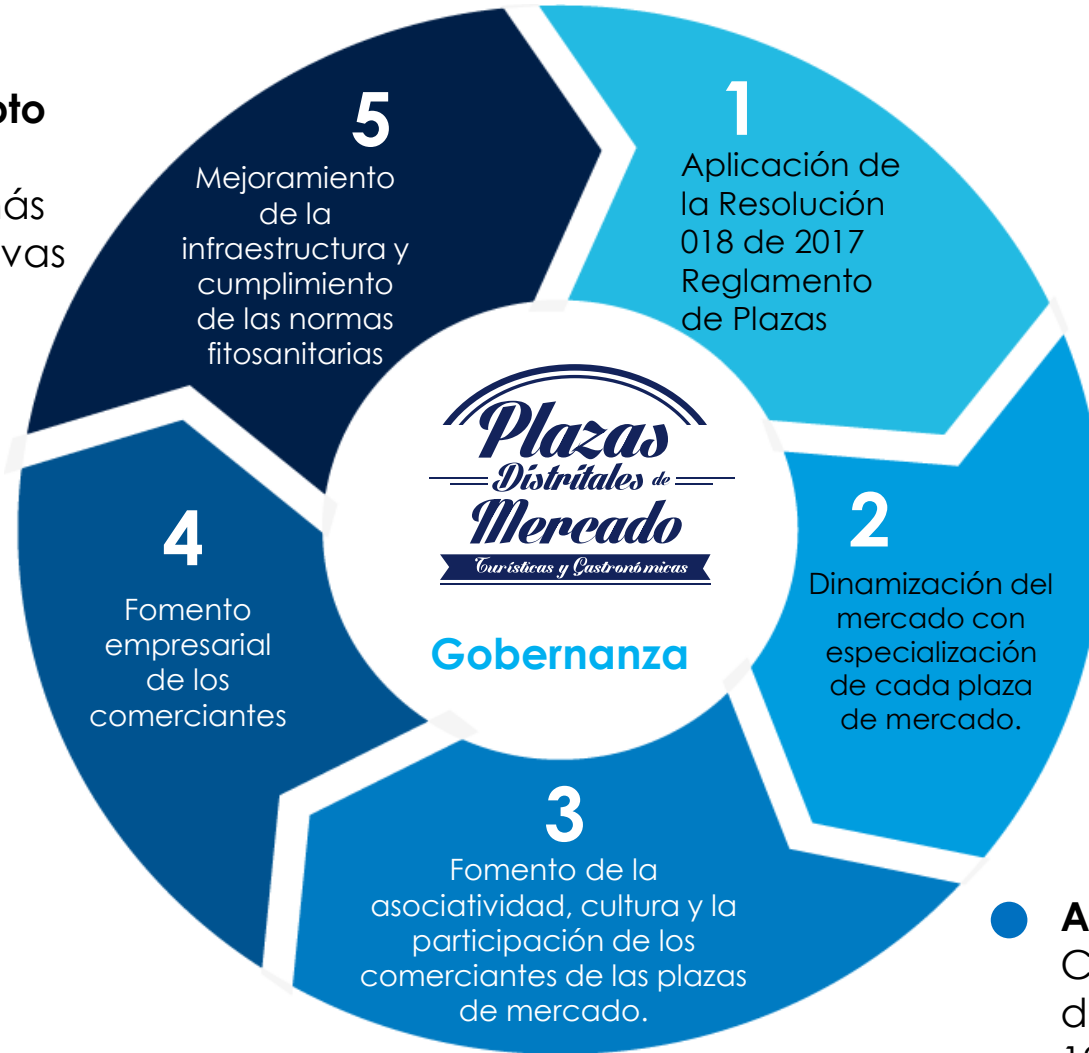 1
Aplicación de
la Resolución
018 de 2017
Reglamento
de Plazas
2
Dinamización del
mercado con
especialización
de cada plaza
de mercado.
3
Fomento de la
asociatividad, cultura y la
participación de los
comerciantes de las plazas
de mercado.
4
Fomento
empresarial
de los
comerciantes
5
Mejoramiento
de la
infraestructura y
cumplimiento
de las normas
fitosanitarias
Plazas
Distritales de
Mercado
Turísticas y Gastronómicas
Gobernanza